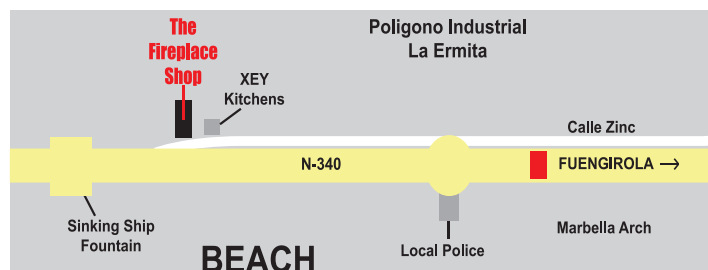 The
Fireplace
Shop
Poligono Industrial
La Ermita
XEY
Kitchens
Calle Zinc
N-340
FUENGIROLA →
Sinking Ship
Fountain
Local Police
Marbella Arch
BEACH